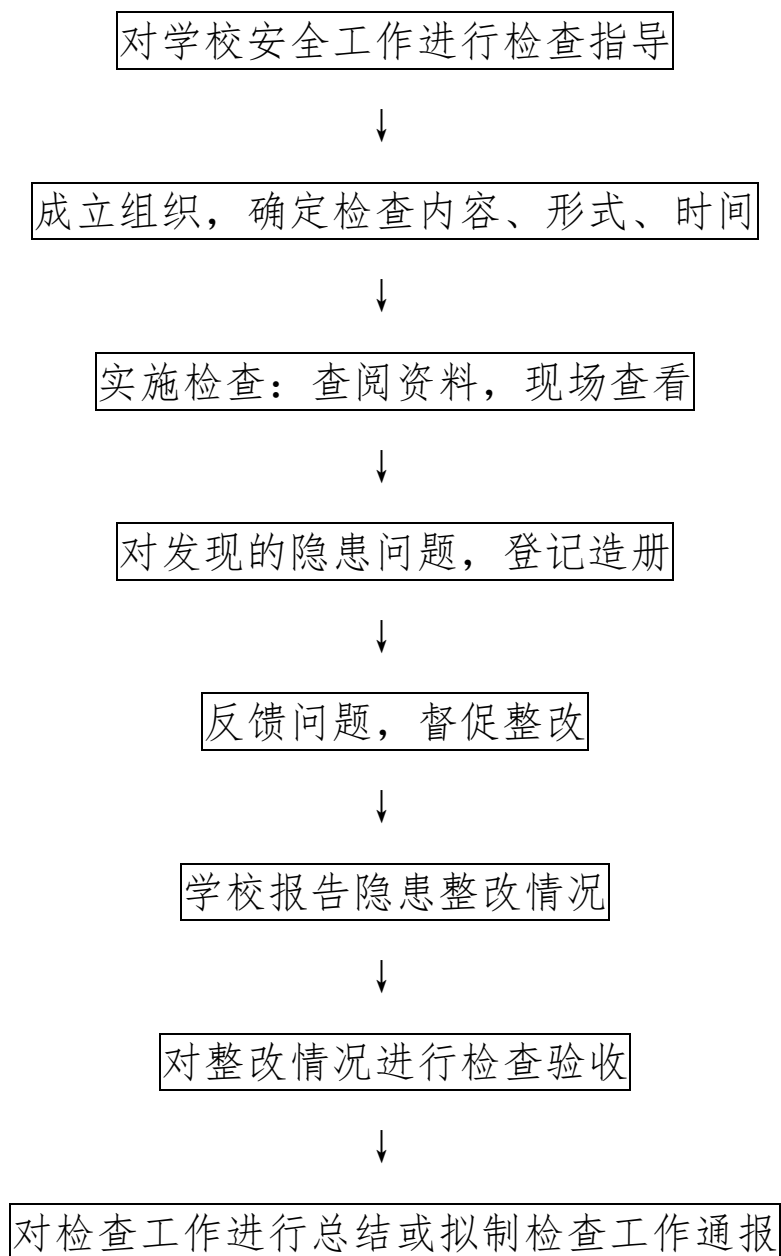 对学校安全工作进行检查指导
↓
成立组织，确定检查内容、形式、时间
↓
实施检查：查阅资料，现场查看
↓
对发现的隐患问题，登记造册
↓
反馈问题，督促整改
↓
学校报告隐患整改情况
↓
对整改情况进行检查验收
↓
对检查工作进行总结或拟制检查工作通报